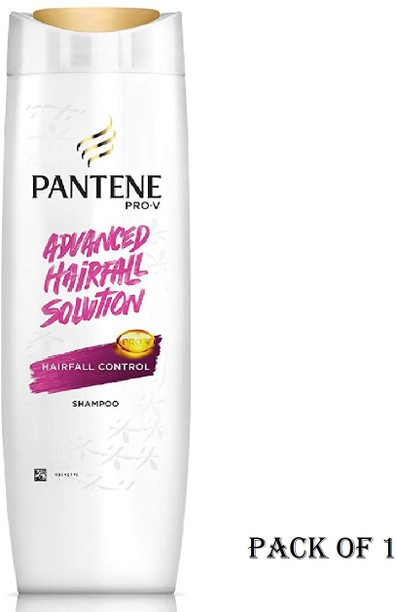 PANTENE
PRO-V
ADVANCED
HAIRFALL
SOLUTION
PRO-V
HAIRFALL CONTROL
SHAMPOO
PACK OF 1